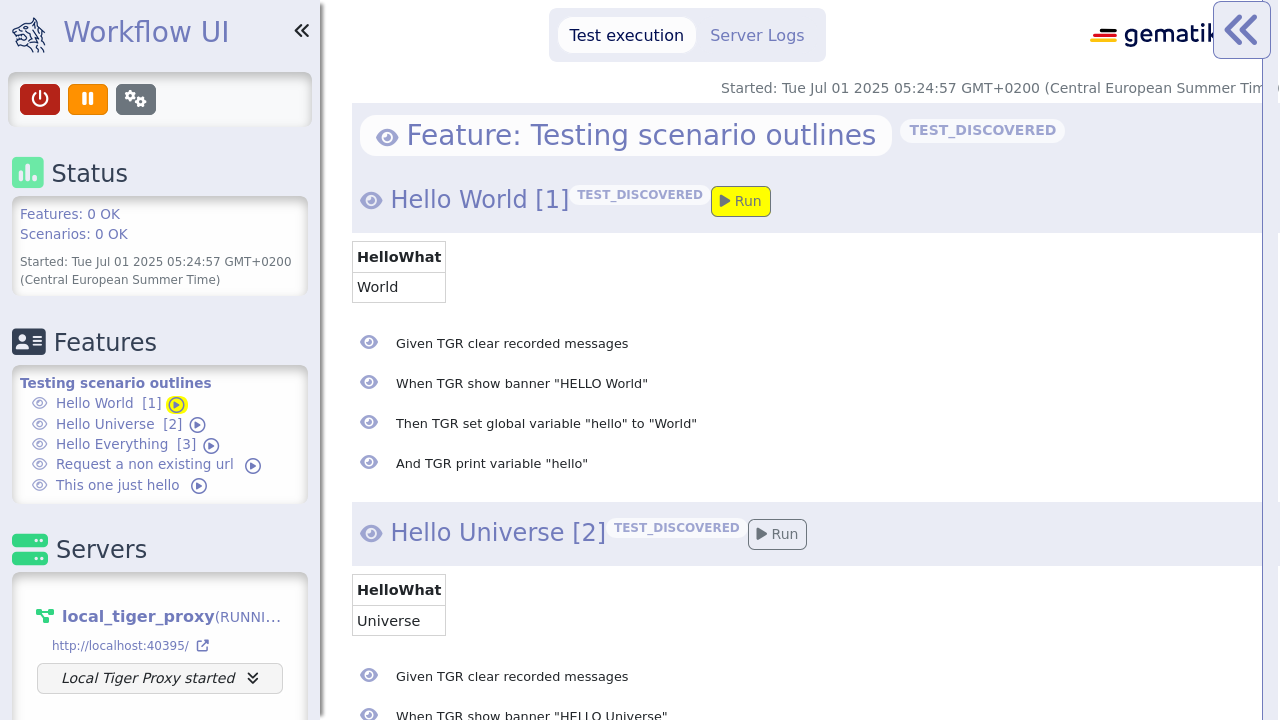 Workflow UI
Status
Features: 0 OK
Scenarios: 0 OK
Started: Tue Jul 01 2025 05:24:57 GMT+0200
(Central European Summer Time)
Features
Testing scenario outlines
Hello World [1]
Hello Universe [2]
Hello Everything [3]
Request a non existing url
This one just hello
Servers
local_tiger_proxy(RUNNI…
http://localhost:40395/
Local Tiger Proxy started
Test execution Server Logs
gematik
Started: Tue Jul 01 2025 05:24:57 GMT+0200 (Central European Summer Tim
Feature: Testing scenario outlines TEST_DISCOVERED
Hello World [1] TEST_DISCOVERED Run
HelloWhat
World
Given TGR clear recorded messages
When TGR show banner "HELLO World"
Then TGR set global variable "hello" to "World"
And TGR print variable "hello"
Hello Universe [2] TEST_DISCOVERED Run
HelloWhat
Universe
Given TGR clear recorded messages
When TGR show banner "HELLO Universe"